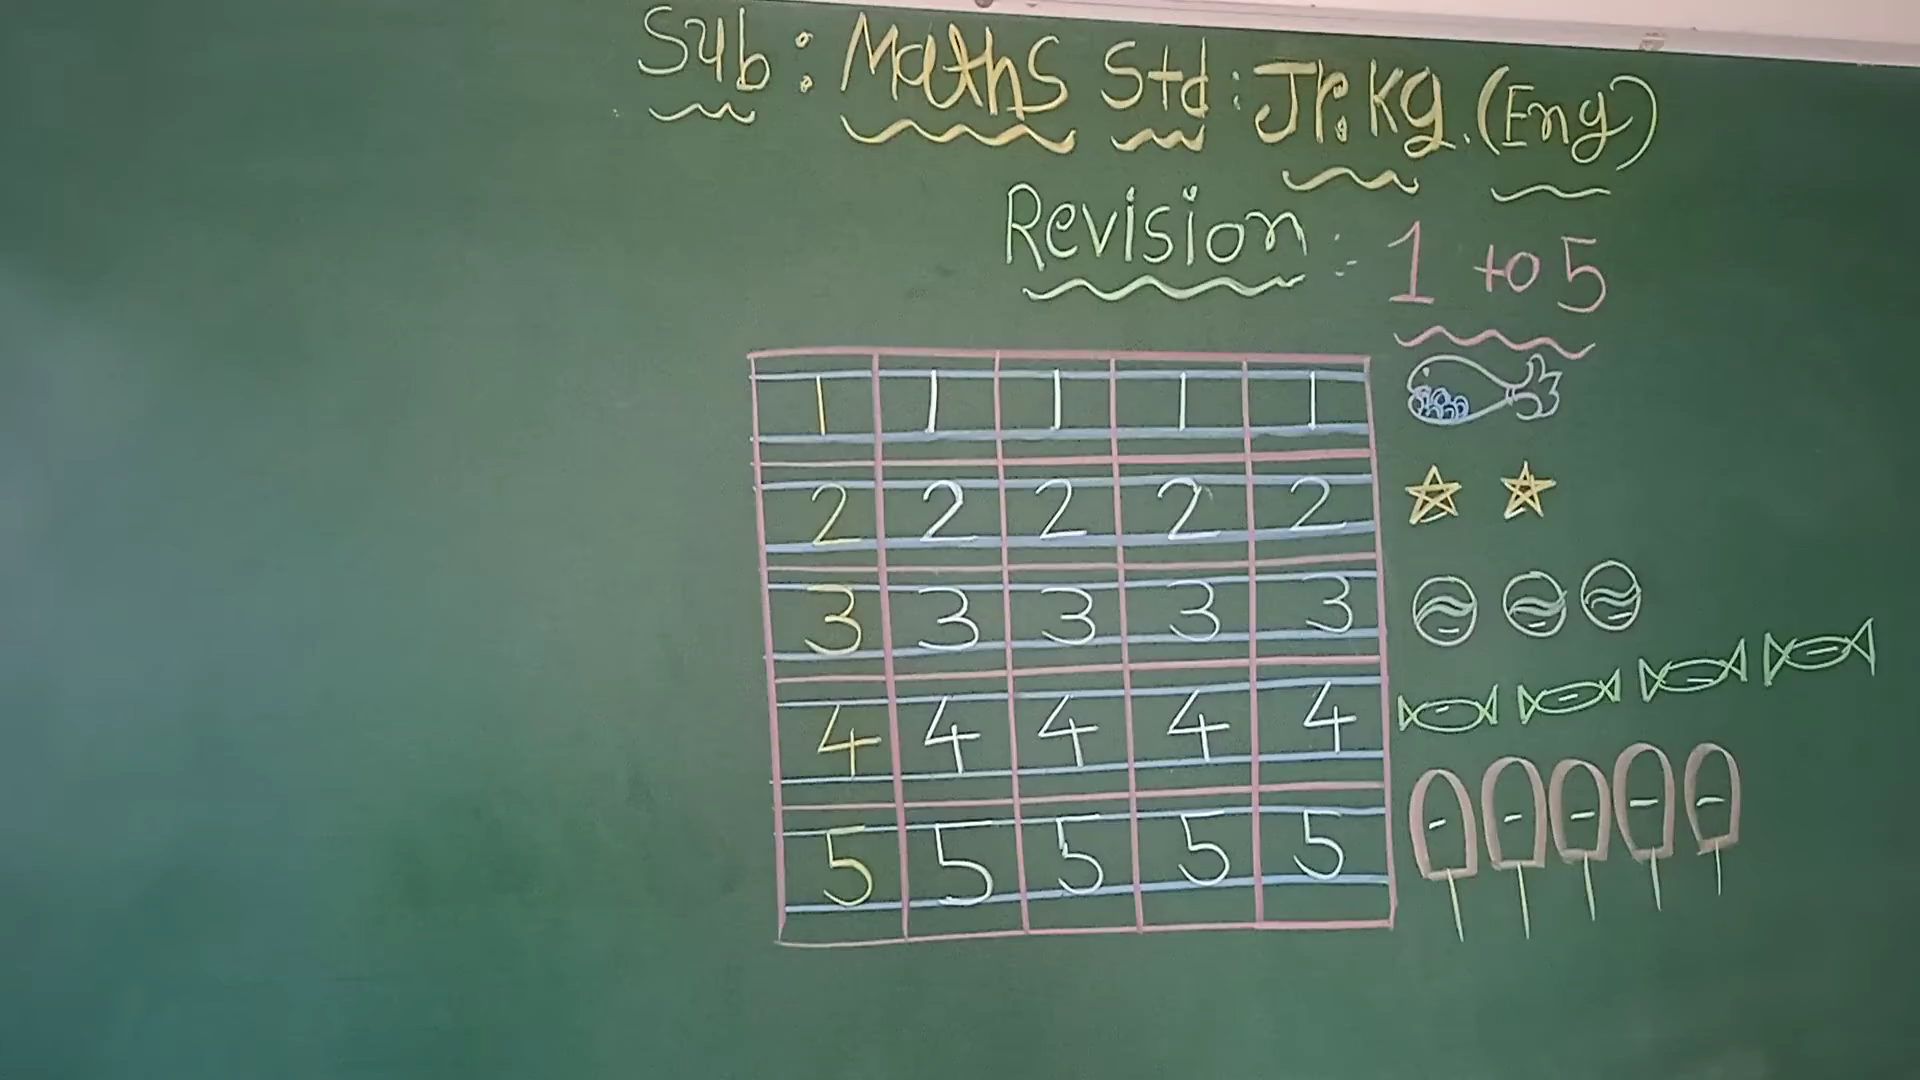 Sub : Maths Std : Jr. Kg. (Eng)
Revision : 1 to 5
1 1 1 1 1
2 2 2 2 2
3 3 3 3 3
4 4 4 4 4
5 5 5 5 5